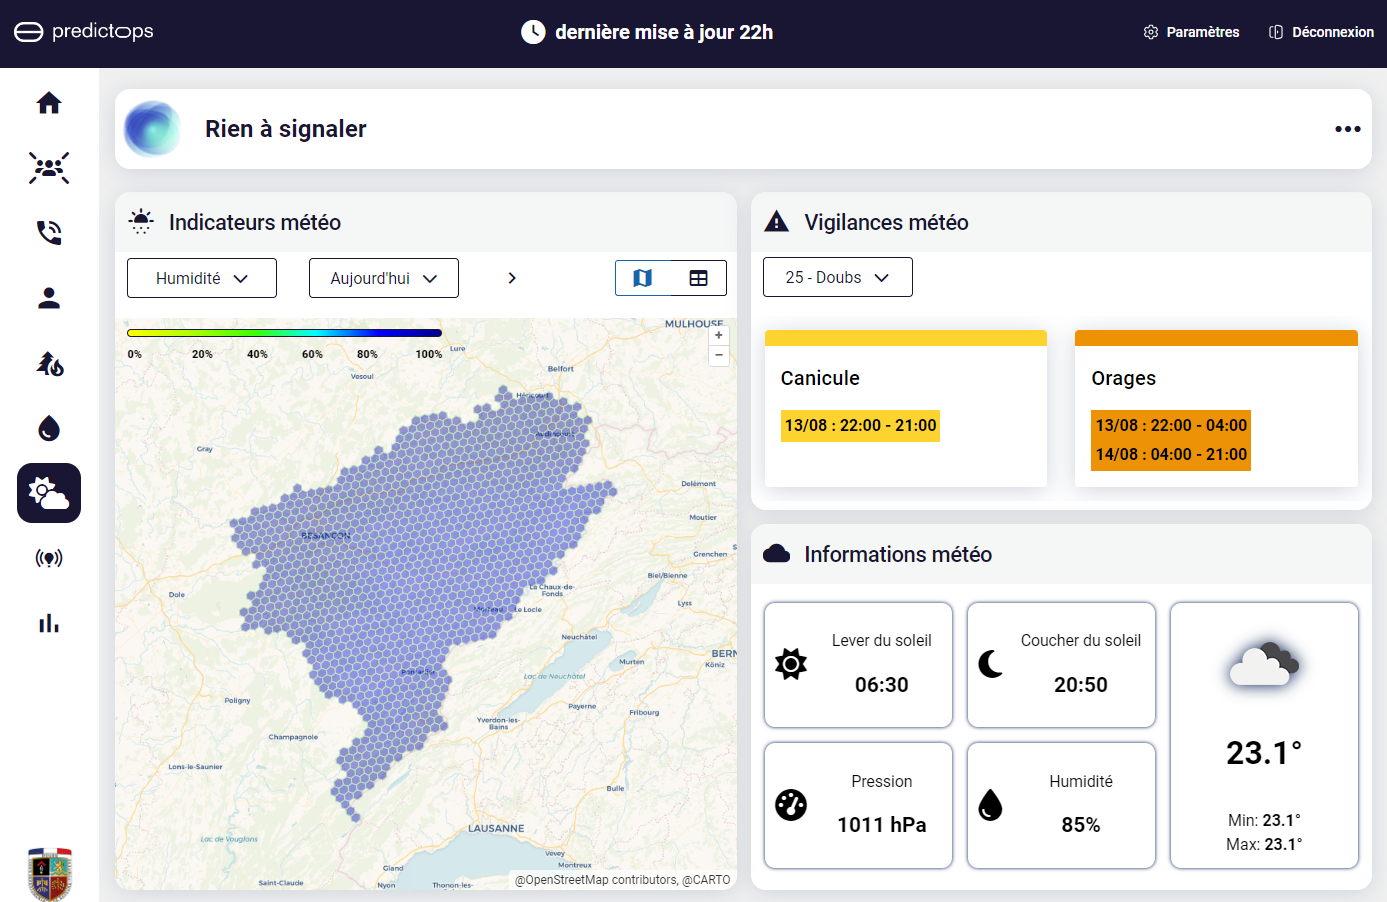 predictops
dernière mise à jour 22h
Paramètres
Déconnexion
Rien à signaler
Indicateurs météo
Humidité
Aujourd'hui
0% 20% 40% 60% 80% 100%
MULHOUSE
+
−
Lure
Vesoul
Belfort
Héricourt
Audincourt
Gray
Delémont
Moutier
BESANÇON
Grenchen
Biel/Bienne
Dole
La Chaux-de-
Fonds
Lyss
Morteau
Le Locle
Neuchâtel
BERN
Murten
Köniz
Pontarlier
Lac de Neuchâtel
Poligny
Payerne
Fribourg
Yverdon-les-
Bains
Champagnole
Lons-le-Saunier
Bulle
LAUSANNE
Lac de Vouglans
Vevey
Montreux
Gland
Saint-Claude
Nyon
Thonon-les-
@OpenStreetMap contributors, @CARTO
Vigilances météo
25 - Doubs
Canicule
13/08 : 22:00 - 21:00
Orages
13/08 : 22:00 - 04:00
14/08 : 04:00 - 21:00
Informations météo
Lever du soleil
06:30
Coucher du soleil
20:50
Pression
1011 hPa
Humidité
85%
23.1°
Min: 23.1°
Max: 23.1°